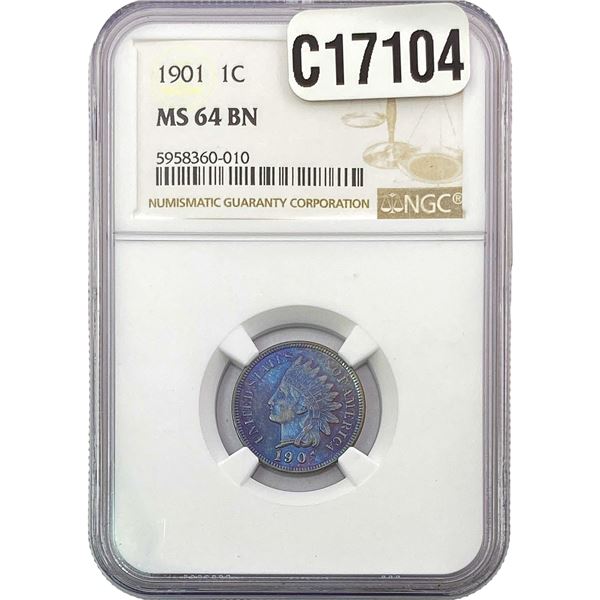 C17104
1901 1C
MS 64 BN
5958360-010
NUMISMATIC GUARANTY CORPORATION
NGC®
UNITED STATES OF AMERICA